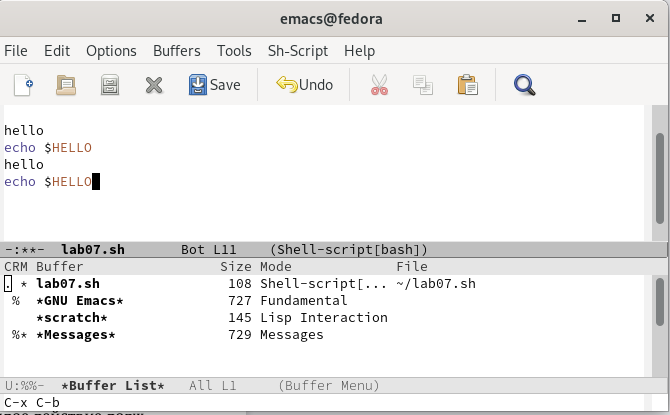 emacs@fedora
File Edit Options Buffers Tools Sh-Script Help
Save Undo
hello
echo $HELLO
hello
echo $HELLO
-:**- lab07.sh Bot L11 (Shell-script[bash])
CRM Buffer Size Mode File
. * lab07.sh 108 Shell-script[... ~/lab07.sh
% *GNU Emacs* 727 Fundamental
*scratch* 145 Lisp Interaction
%* *Messages* 729 Messages
U:%%- *Buffer List* All L1 (Buffer Menu)
C-x C-b